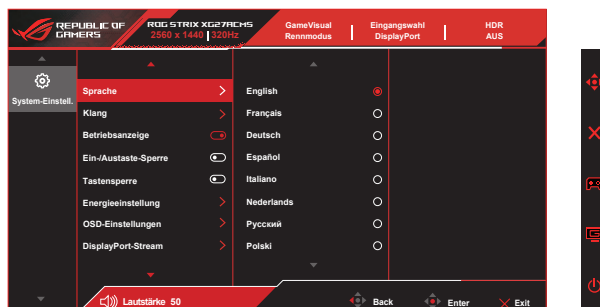 REPUBLIC OF
GAMERS
ROG STRIX XG27ACMS
2560 x 1440 320Hz
GameVisual
Rennmodus
Eingangswahl
DisplayPort
HDR
AUS
System-Einstell.
Sprache
Klang
Betriebsanzeige
Ein-/Austaste-Sperre
Tastensperre
Energieeinstellung
OSD-Einstellungen
DisplayPort-Stream
English
Français
Deutsch
Español
Italiano
Nederlands
Русский
Polski
Lautstärke 50
Back
Enter
Exit